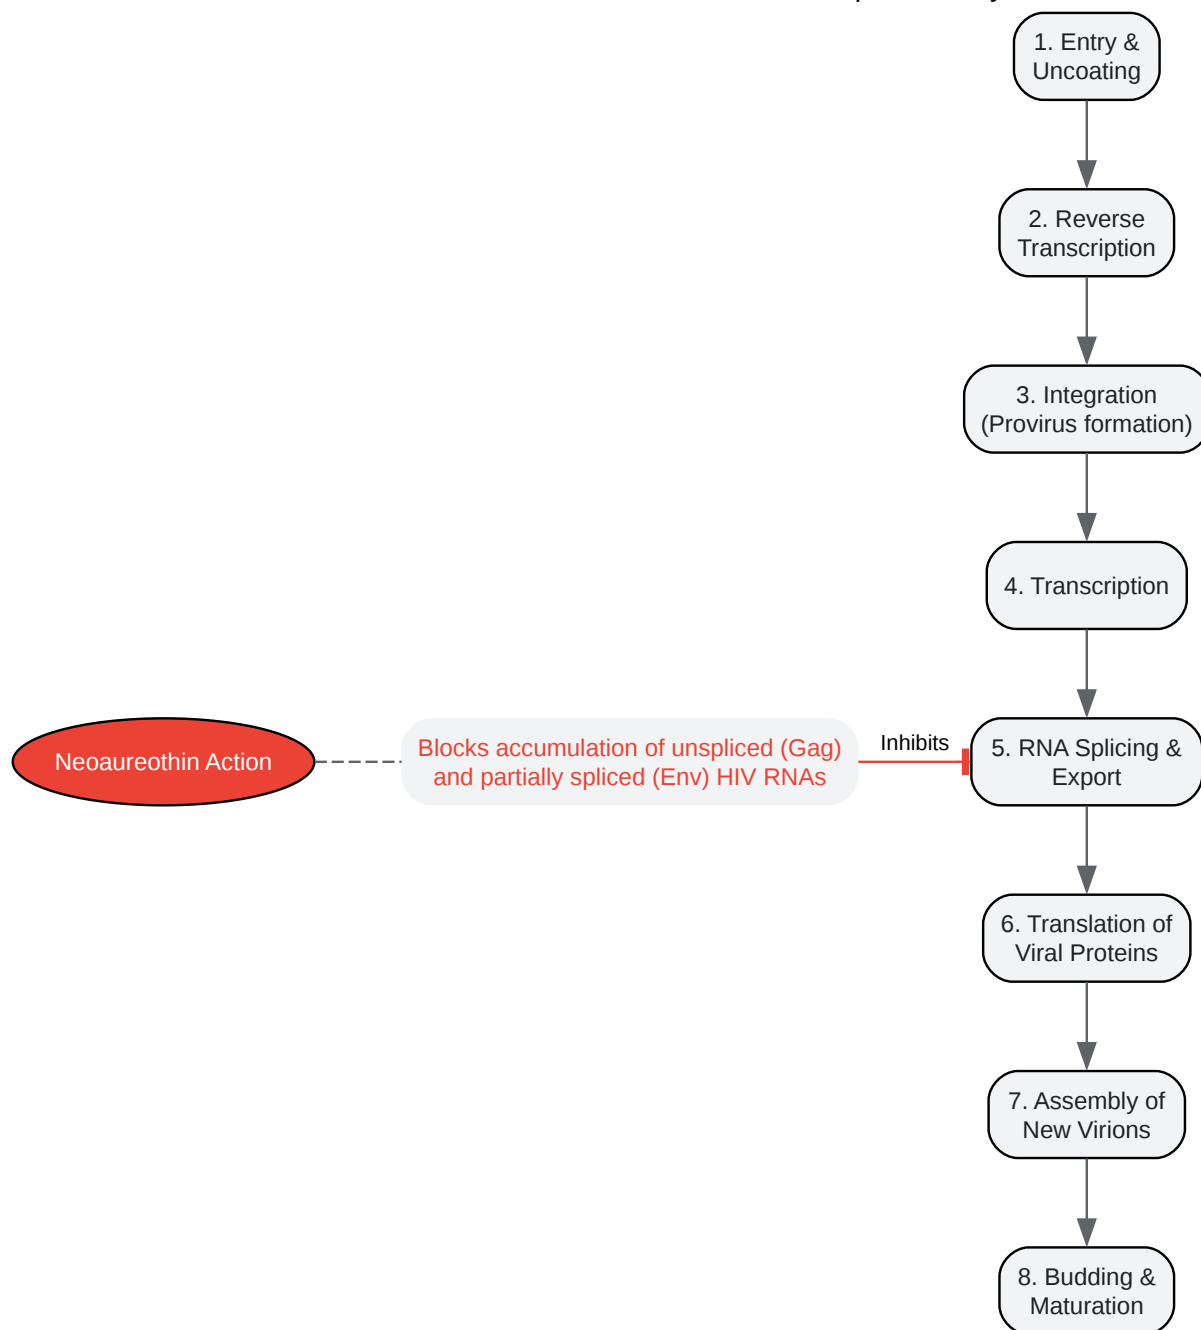 1. Entry &
Uncoating
2. Reverse
Transcription
3. Integration
(Provirus formation)
4. Transcription
Neoaureothin Action
Blocks accumulation of unspliced (Gag)
and partially spliced (Env) HIV RNAs
Inhibits
5. RNA Splicing &
Export
6. Translation of
Viral Proteins
7. Assembly of
New Virions
8. Budding &
Maturation